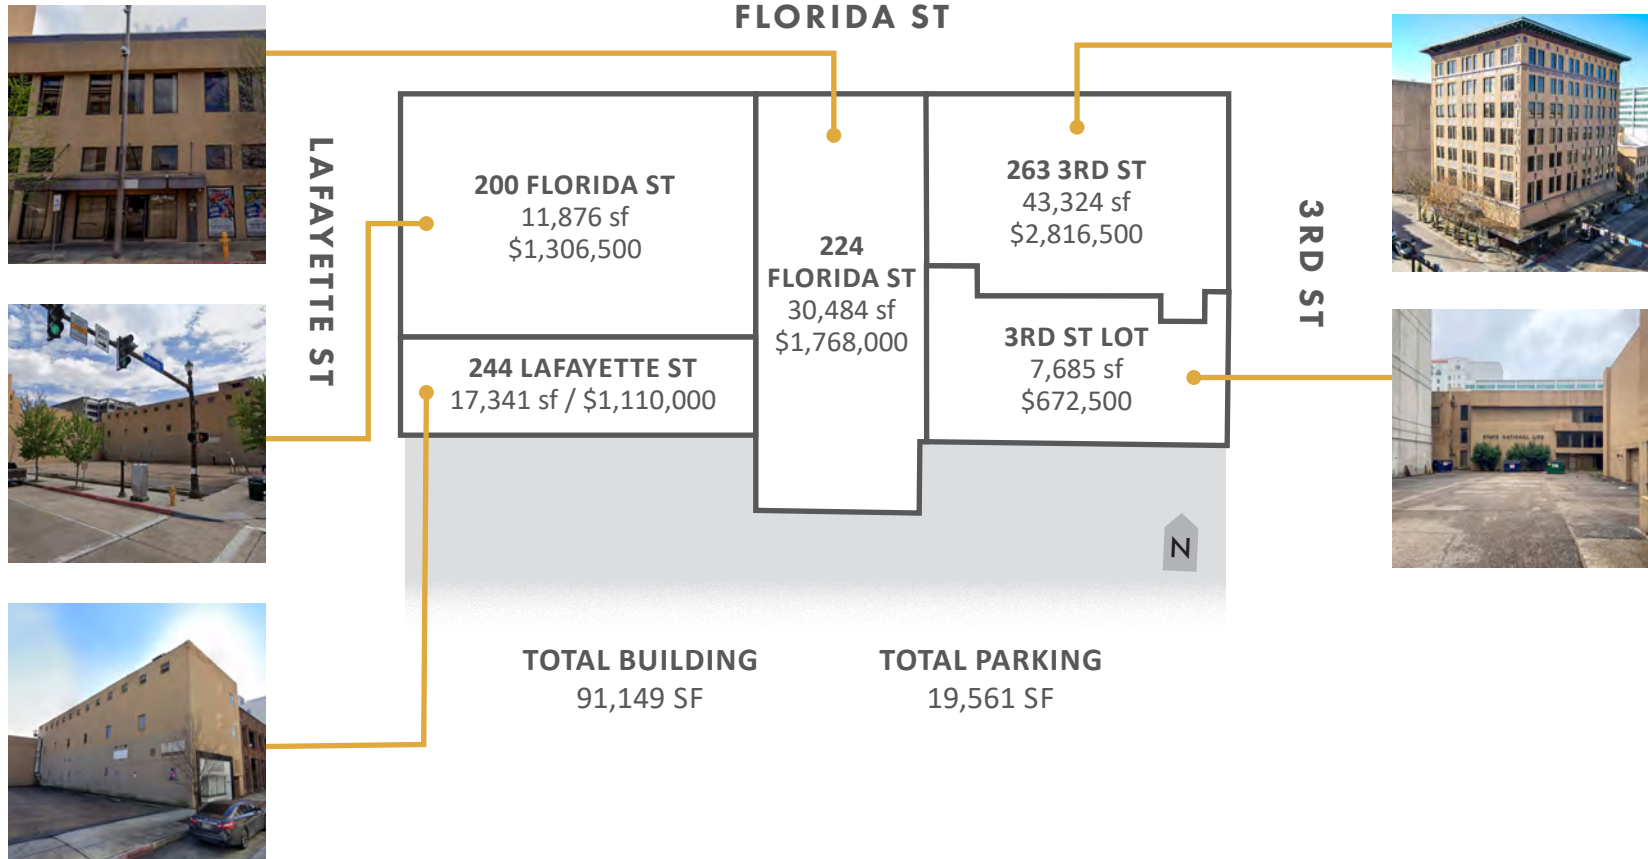 FLORIDA ST
LAFAYETTE ST
200 FLORIDA ST
11,876 sf
$1,306,500
244 LAFAYETTE ST
17,341 sf / $1,110,000
224
FLORIDA ST
30,484 sf
$1,768,000
263 3RD ST
43,324 sf
$2,816,500
3RD ST LOT
7,685 sf
$672,500
3RD ST
STATE NATIONAL LIFE
N
TOTAL BUILDING
91,149 SF
TOTAL PARKING
19,561 SF